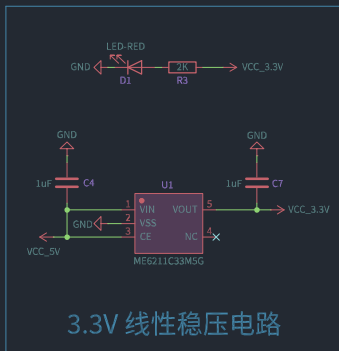 LED-RED
GND
2K
VCC_3.3V
D1
R3
GND
GND
1uF
C4
1uF
C7
U1
1
VIN
VOUT
5
VCC_3.3V
GND
2
VSS
3
CE
NC
4
VCC_5V
ME6211C33M5G
3.3V 线性稳压电路